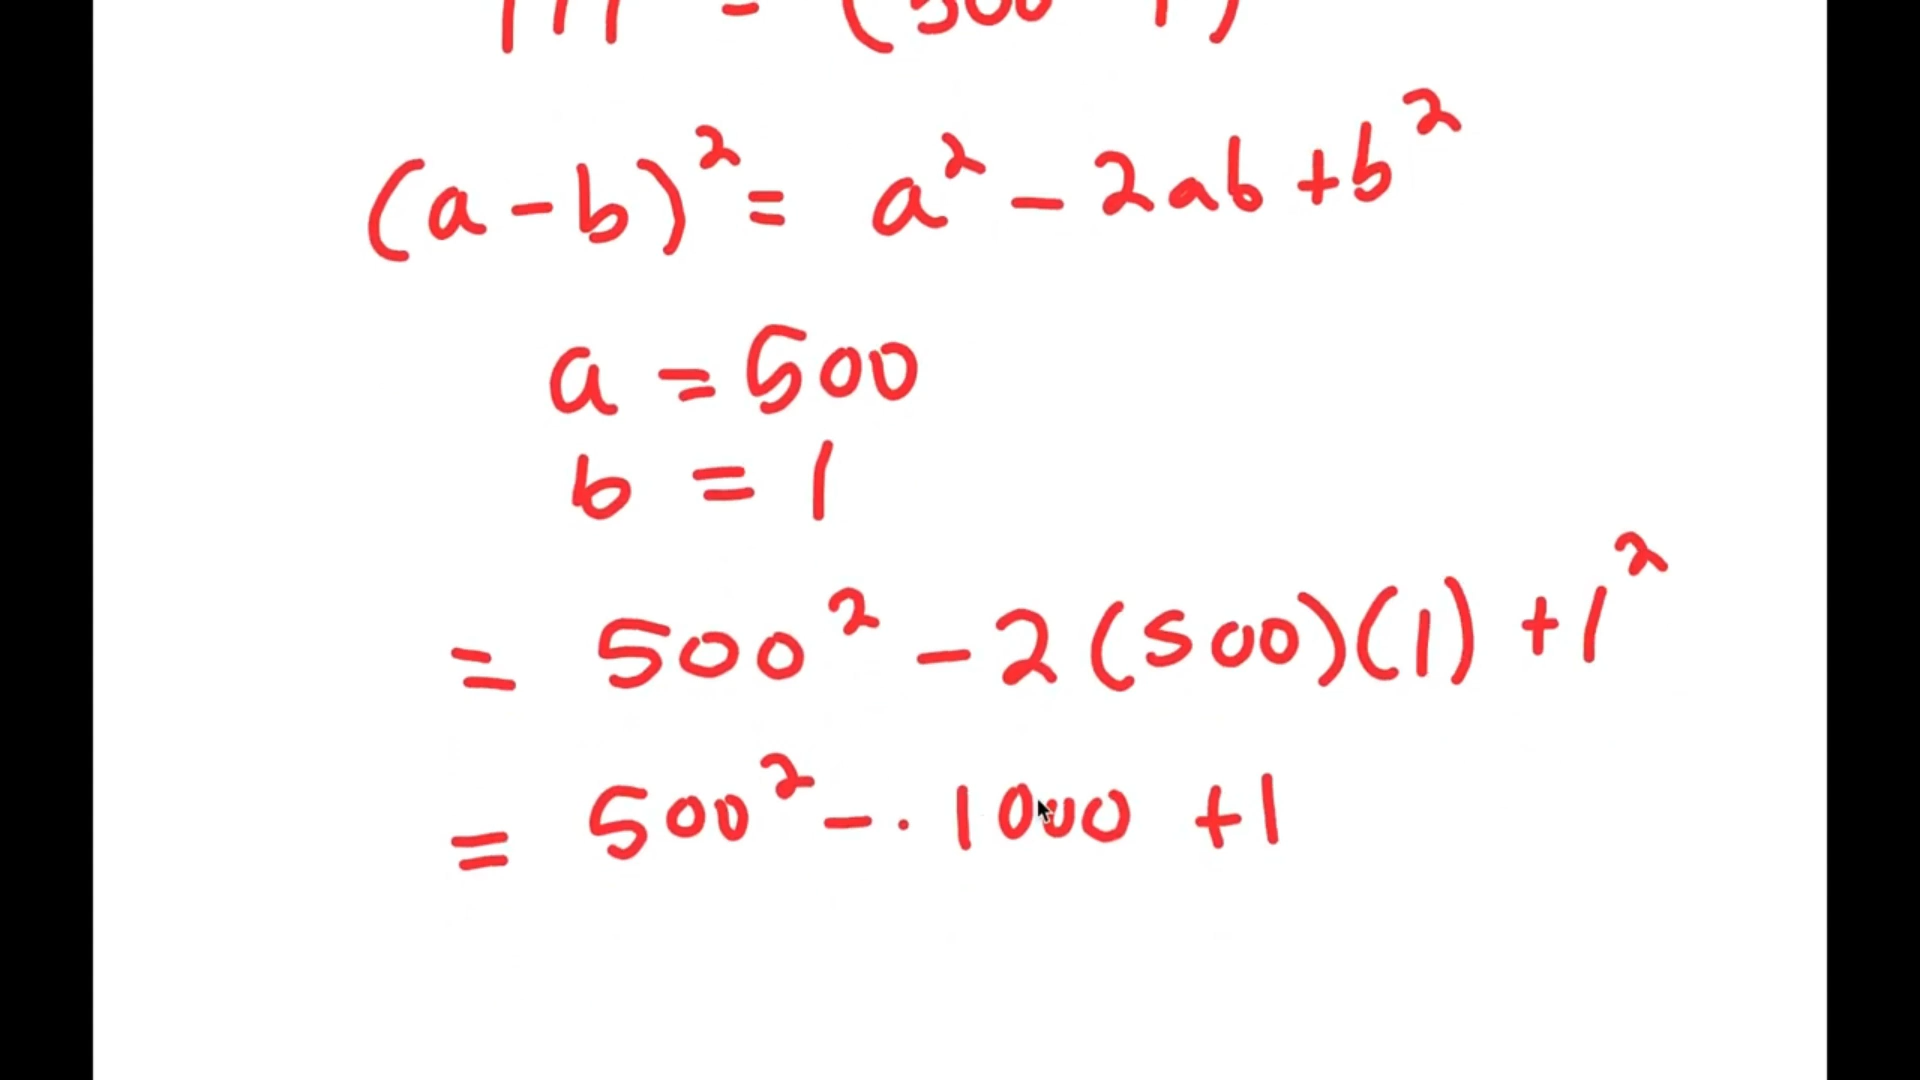 (a-b)² = a² - 2ab + b²
a = 500
b = 1
= 500² - 2(500)(1) + 1²
= 500² - · 1000 + 1